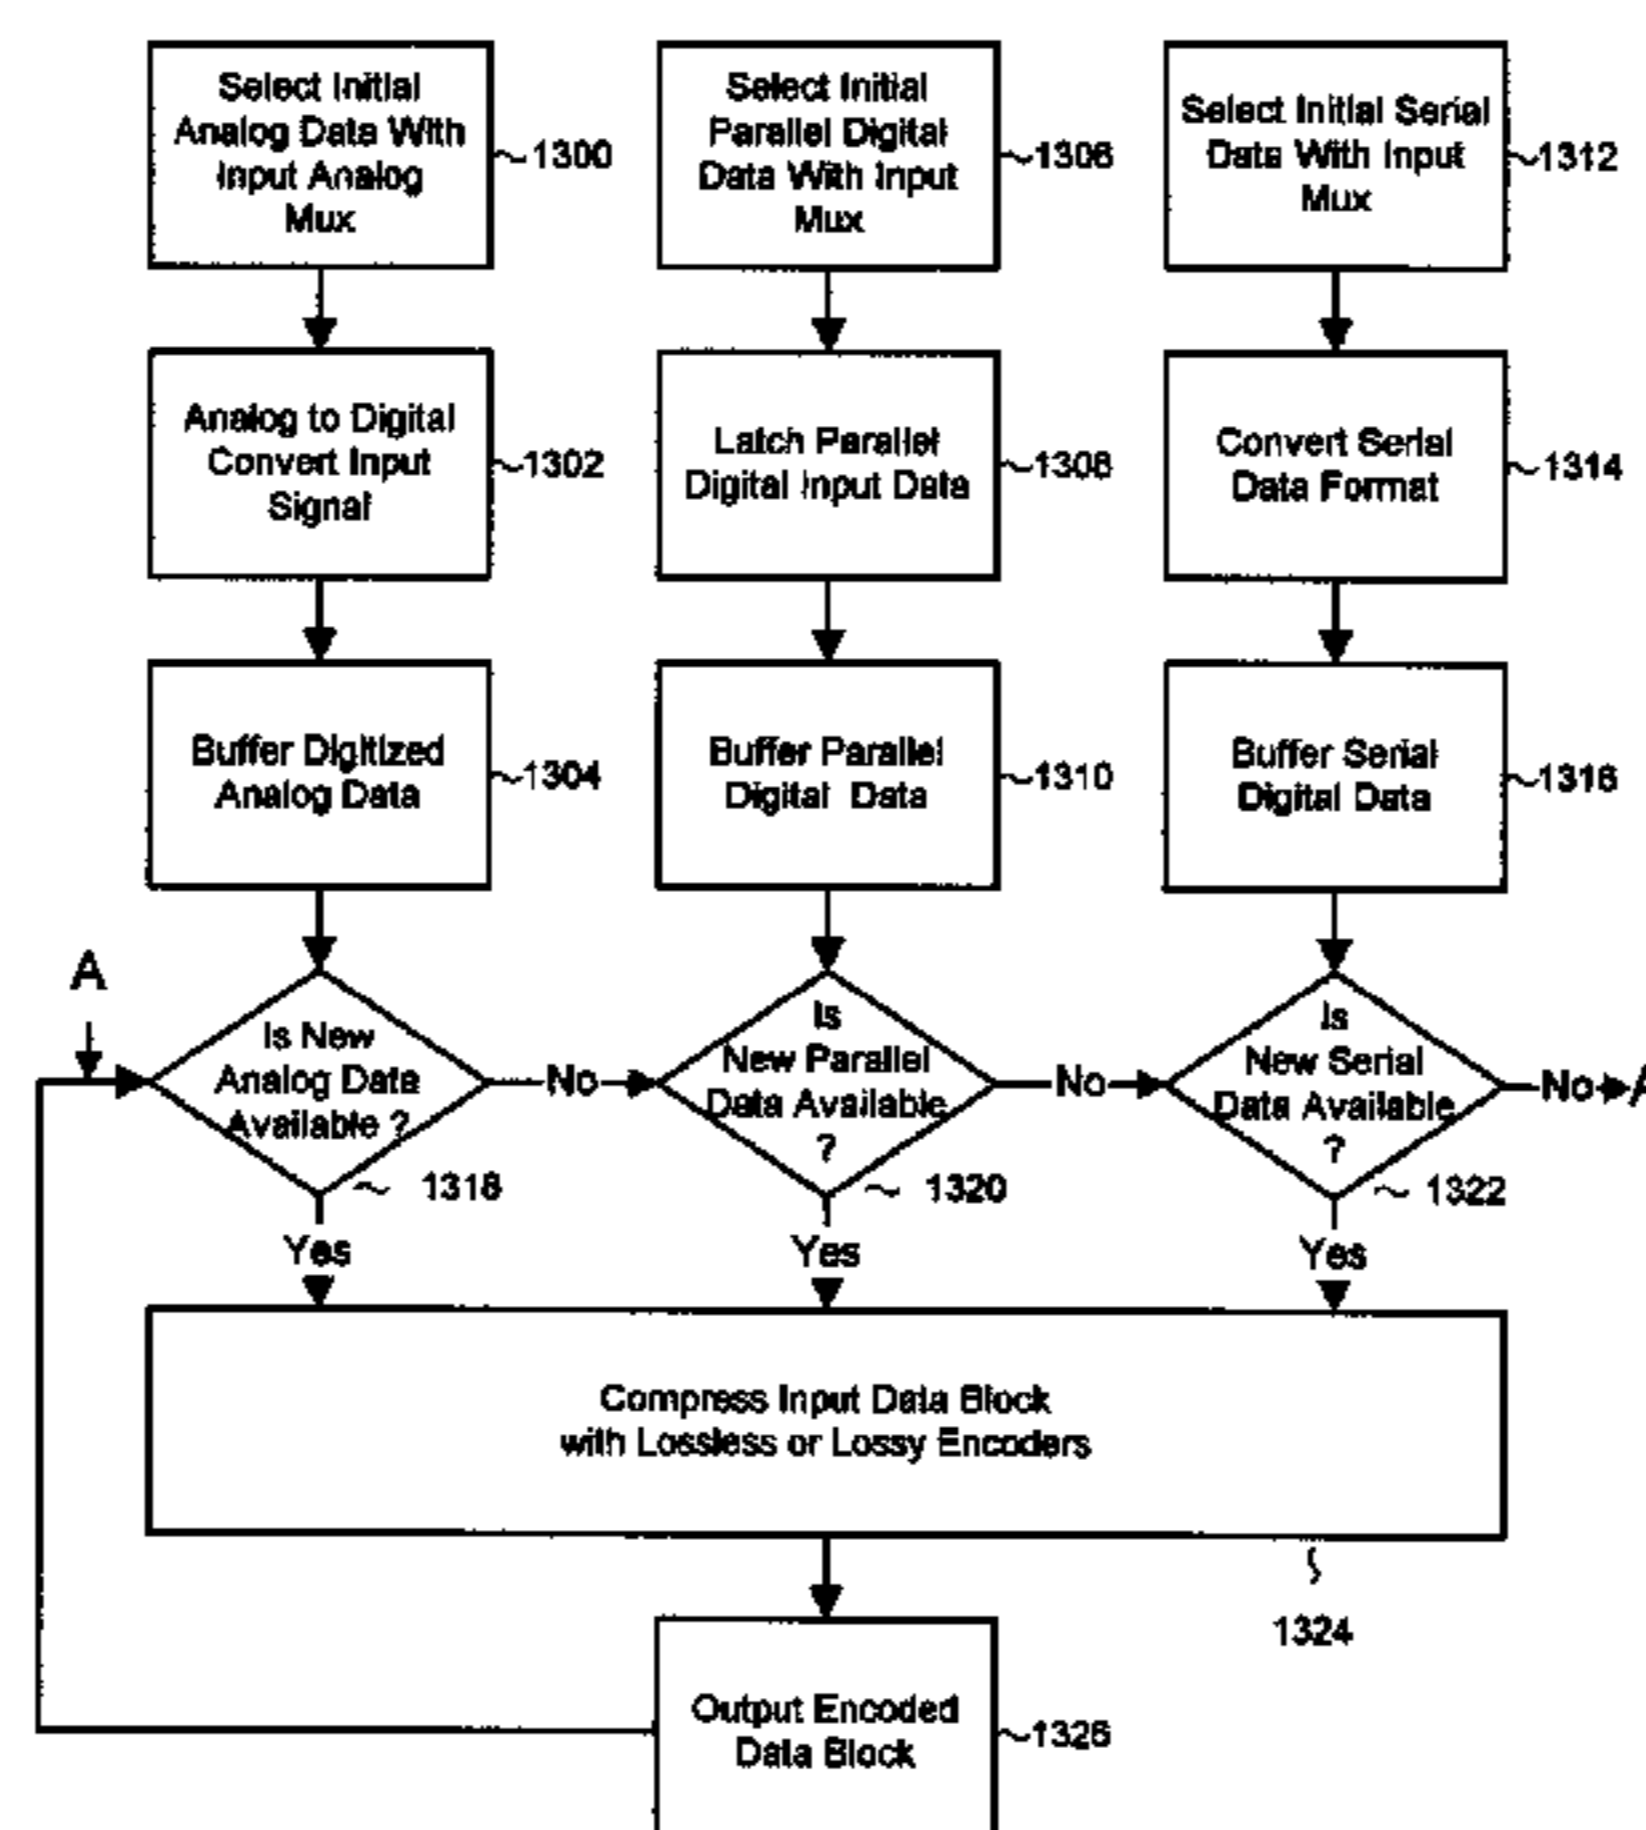 Select Initial
Analog Data With
Input Analog
Mux
1300
Select Initial
Parallel Digital
Data With Input
Mux
1306
Select Initial Serial
Data With Input
Mux
1312
Analog to Digital
Convert Input
Signal
1302
Latch Parallel
Digital Input Data
1308
Convert Serial
Data Format
1314
Buffer Digitized
Analog Data
1304
Buffer Parallel
Digital Data
1310
Buffer Serial
Digital Data
1316
A
Is New
Analog Data
Available ?
1318
No
Is
New Parallel
Data Available
?
1320
No
Is
New Serial
Data Available
?
1322
No
A
Yes
Yes
Yes
Compress Input Data Block
with Lossless or Lossy Encoders
1324
Output Encoded
Data Block
1326